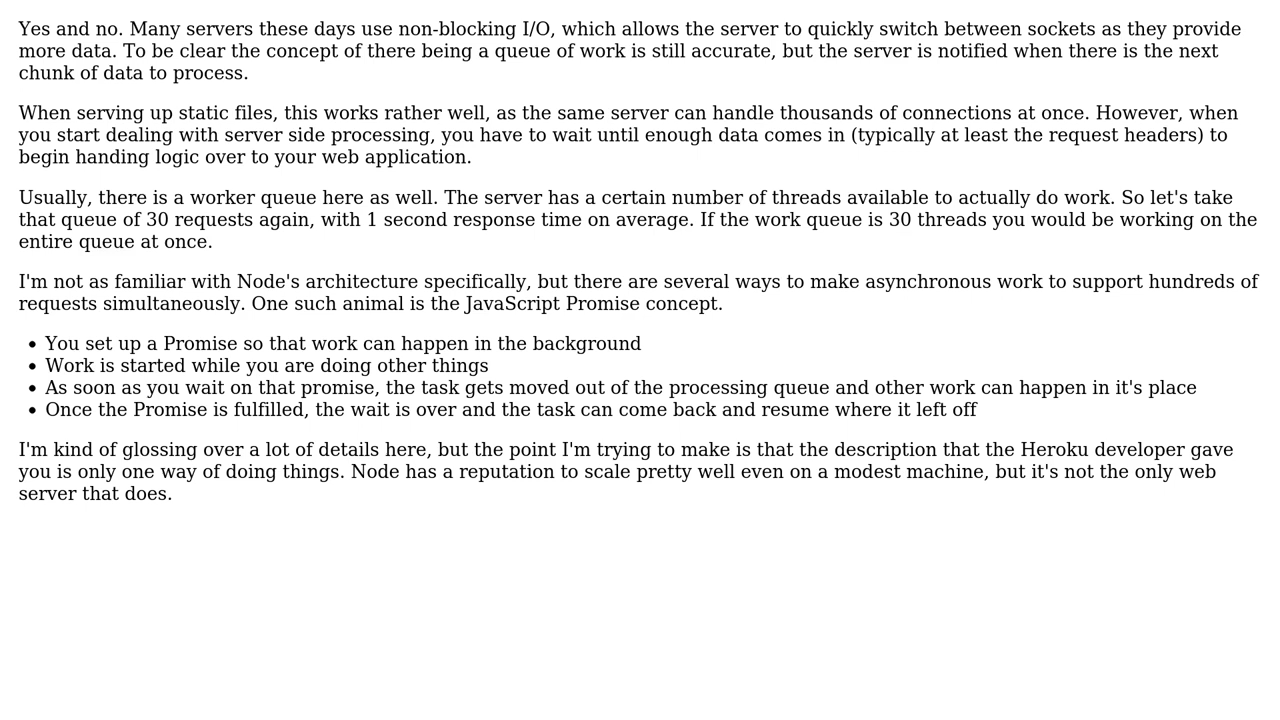 Yes and no. Many servers these days use non-blocking I/O, which allows the server to quickly switch between sockets as they provide
more data. To be clear the concept of there being a queue of work is still accurate, but the server is notified when there is the next
chunk of data to process.
When serving up static files, this works rather well, as the same server can handle thousands of connections at once. However, when
you start dealing with server side processing, you have to wait until enough data comes in (typically at least the request headers) to
begin handing logic over to your web application.
Usually, there is a worker queue here as well. The server has a certain number of threads available to actually do work. So let's take
that queue of 30 requests again, with 1 second response time on average. If the work queue is 30 threads you would be working on the
entire queue at once.
I'm not as familiar with Node's architecture specifically, but there are several ways to make asynchronous work to support hundreds of
requests simultaneously. One such animal is the JavaScript Promise concept.
• You set up a Promise so that work can happen in the background
• Work is started while you are doing other things
• As soon as you wait on that promise, the task gets moved out of the processing queue and other work can happen in it's place
• Once the Promise is fulfilled, the wait is over and the task can come back and resume where it left off
I'm kind of glossing over a lot of details here, but the point I'm trying to make is that the description that the Heroku developer gave
you is only one way of doing things. Node has a reputation to scale pretty well even on a modest machine, but it's not the only web
server that does.